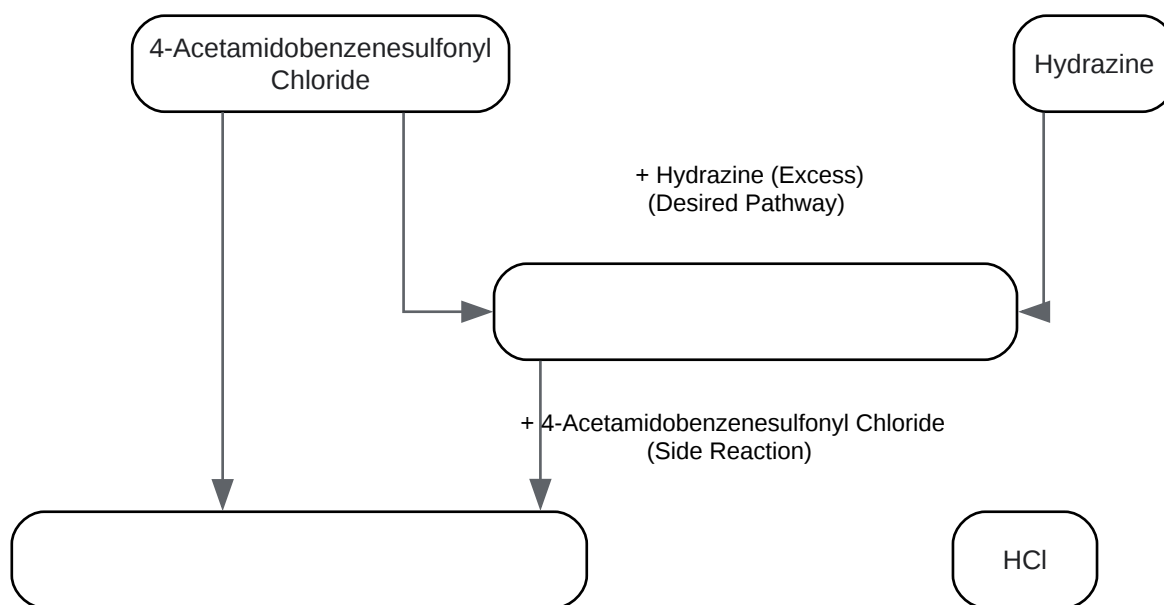 4-Acetamidobenzenesulfonyl
Chloride
Hydrazine
+ Hydrazine (Excess)
(Desired Pathway)
+ 4-Acetamidobenzenesulfonyl Chloride
(Side Reaction)
HCl